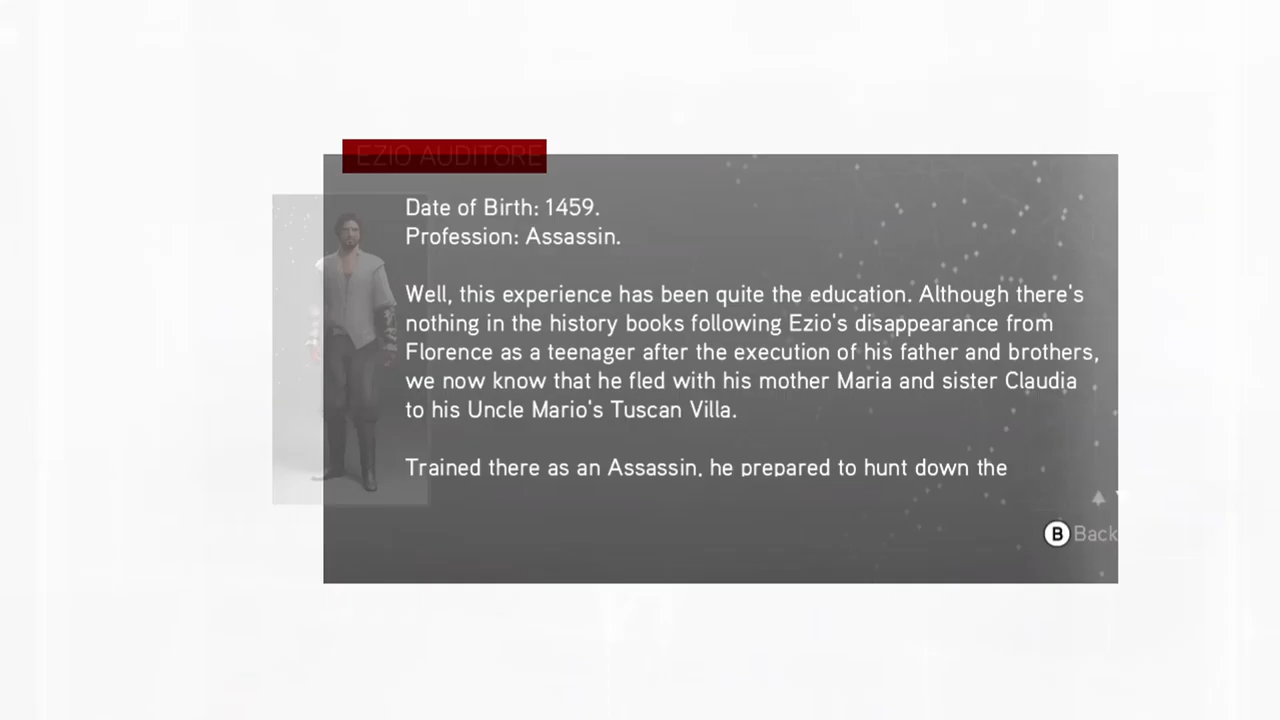 EZIO AUDITORE
Date of Birth: 1459.
Profession: Assassin.
Well, this experience has been quite the education. Although there's
nothing in the history books following Ezio's disappearance from
Florence as a teenager after the execution of his father and brothers,
we now know that he fled with his mother Maria and sister Claudia
to his Uncle Mario's Tuscan Villa.
Trained there as an Assassin, he prepared to hunt down the
B Back